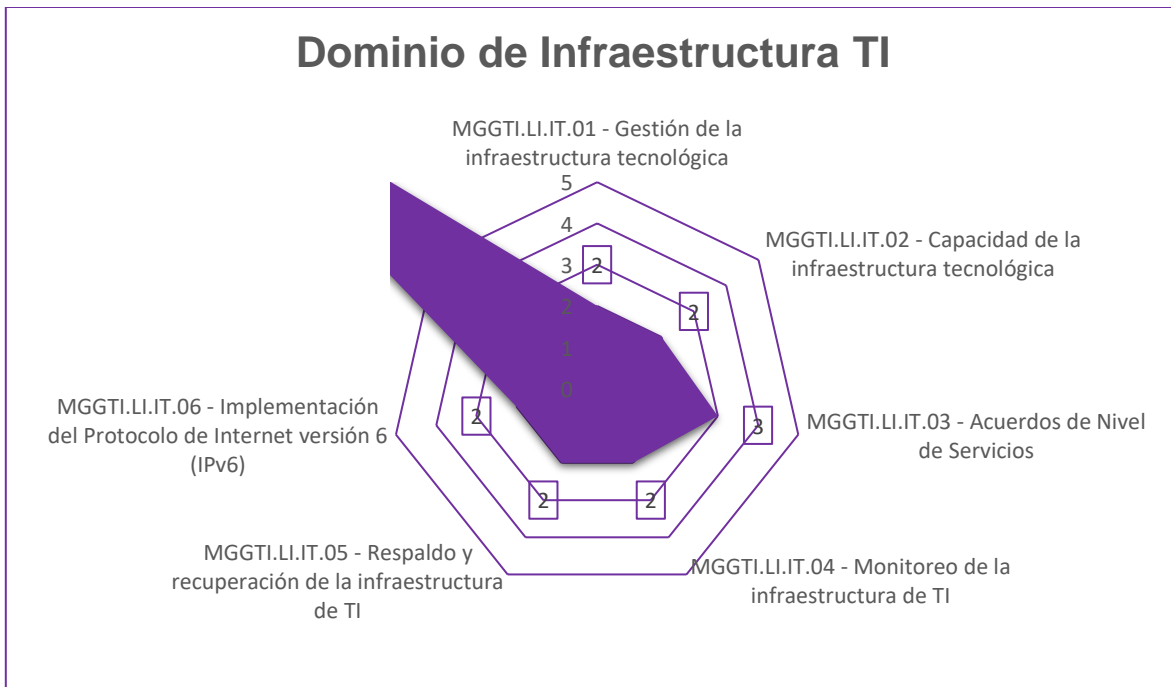 Dominio de Infraestructura TI
MGGTI.LI.IT.01 - Gestión de la
infraestructura tecnológica
5
4
3
2
1
0
2
MGGTI.LI.IT.02 - Capacidad de la
infraestructura tecnológica
2
3
MGGTI.LI.IT.03 - Acuerdos de Nivel
de Servicios
2
MGGTI.LI.IT.04 - Monitoreo de la
infraestructura de TI
2
MGGTI.LI.IT.05 - Respaldo y
recuperación de la infraestructura
de TI
2
MGGTI.LI.IT.06 - Implementación
del Protocolo de Internet versión 6
(IPv6)